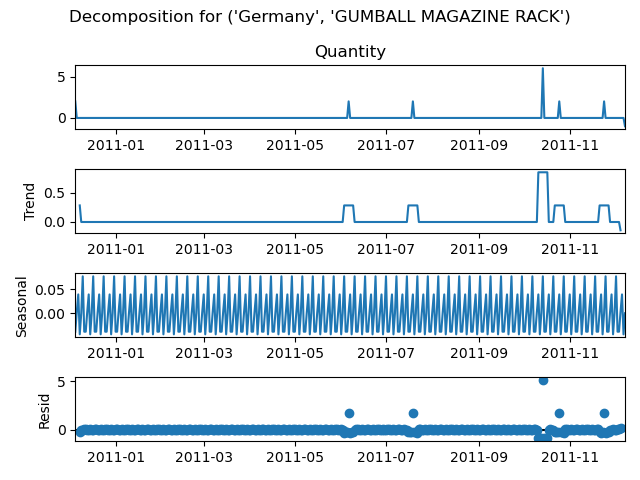 Decomposition for ('Germany', 'GUMBALL MAGAZINE RACK')
Quantity
5
0
2011-01 2011-03 2011-05 2011-07 2011-09 2011-11
Trend
0.5
0.0
2011-01 2011-03 2011-05 2011-07 2011-09 2011-11
Seasonal
0.05
0.00
2011-01 2011-03 2011-05 2011-07 2011-09 2011-11
Resid
5
0
2011-01 2011-03 2011-05 2011-07 2011-09 2011-11